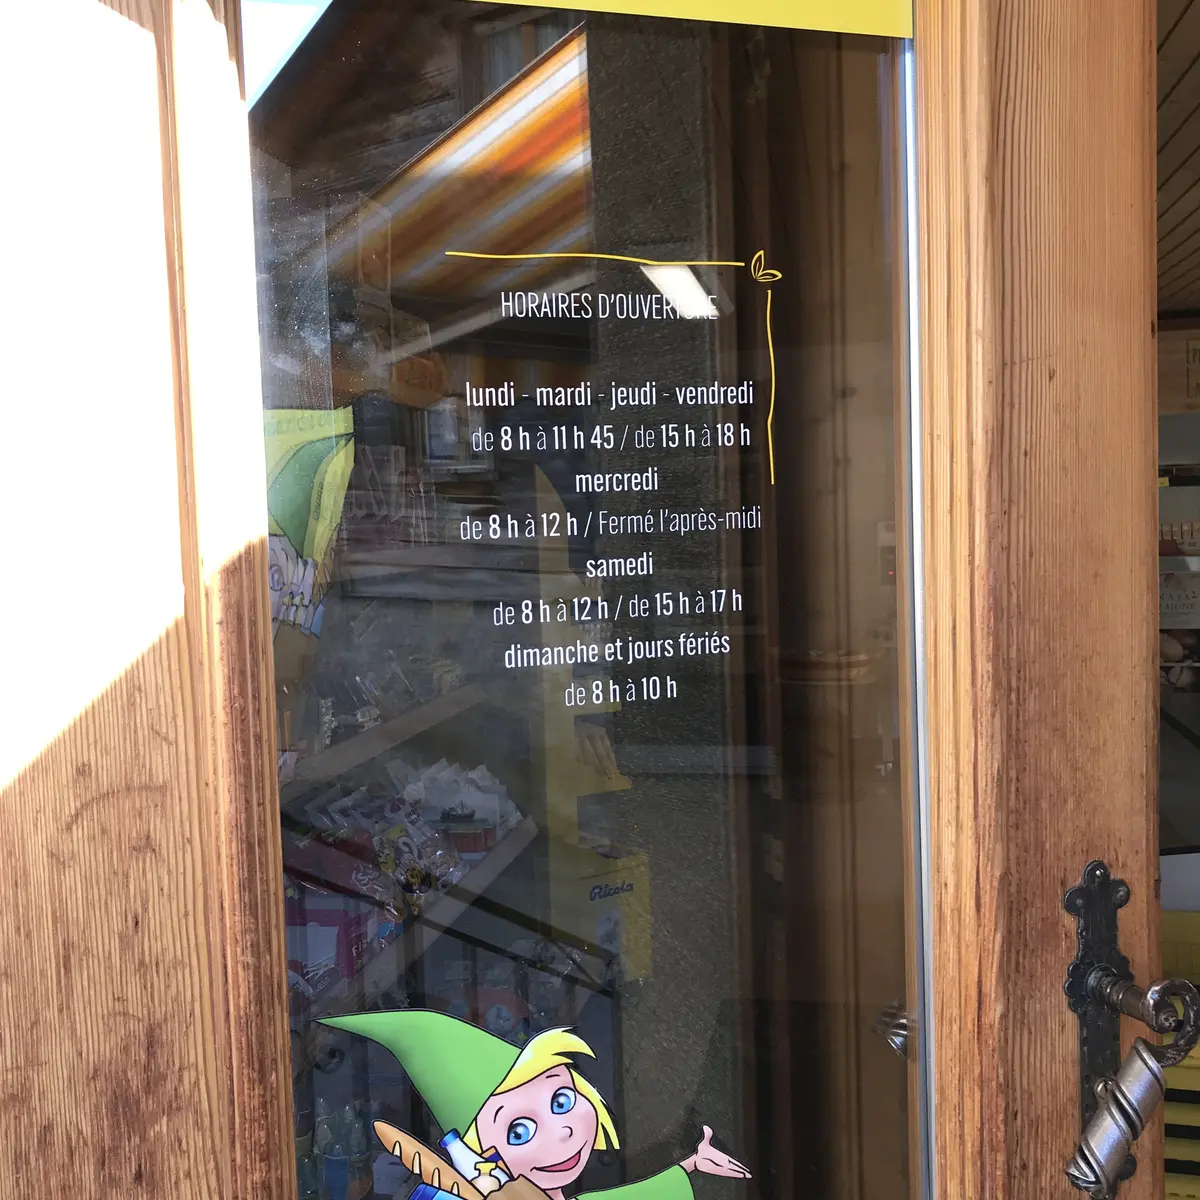 HORAIRES D'OUVERTURE
lundi - mardi - jeudi - vendredi
de 8 h à 11 h 45 / de 15 h à 18 h
mercredi
de 8 h à 12 h / Fermé l'après-midi
samedi
de 8 h à 12 h / de 15 h à 17 h
dimanche et jours fériés
de 8 h à 10 h
Ricola